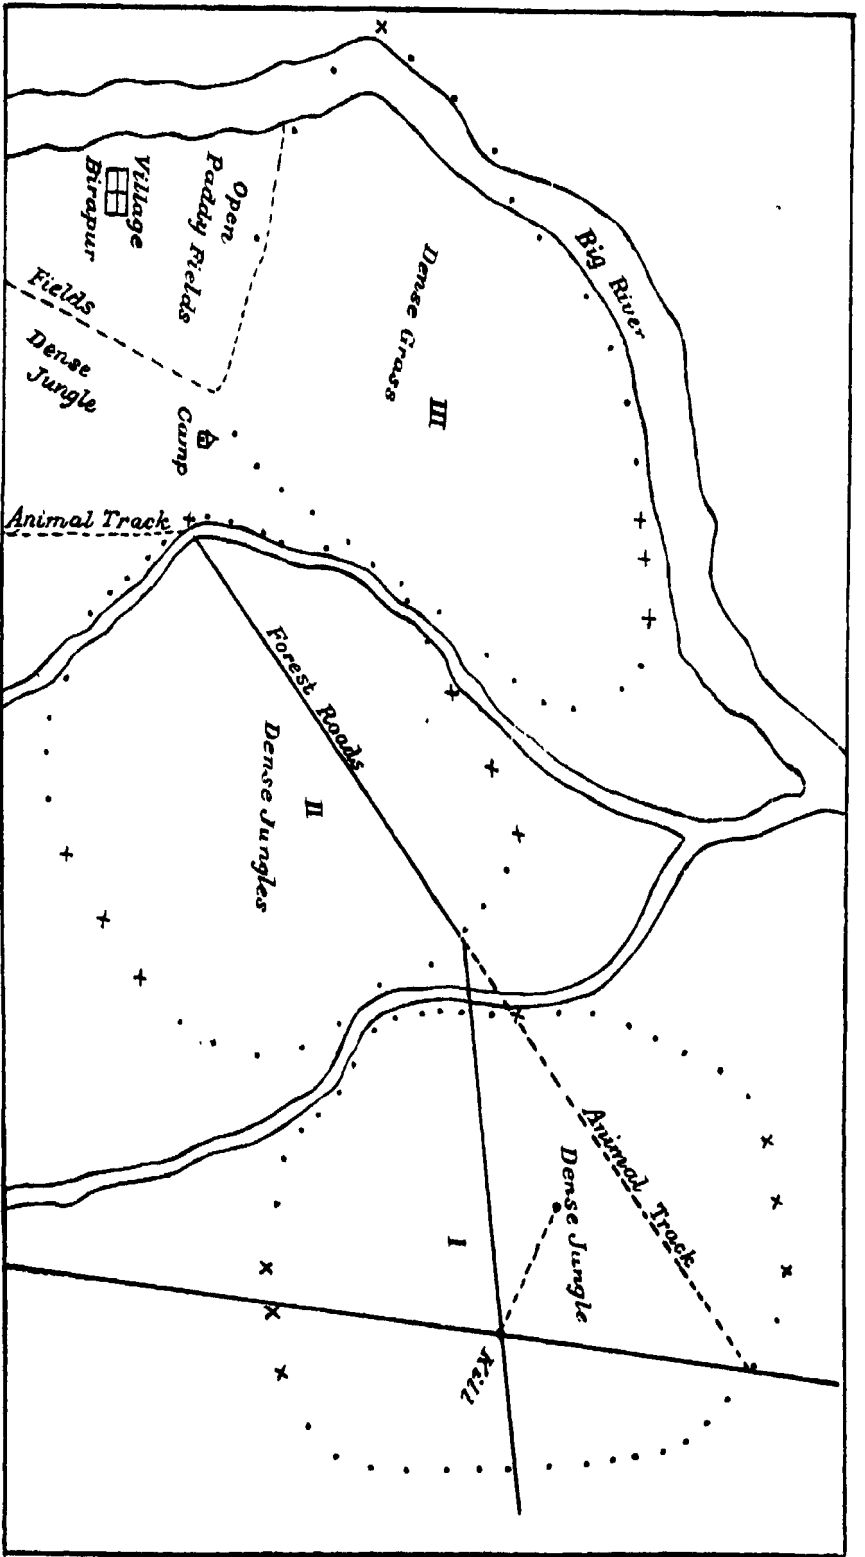 Big River
Dense Grass
III
Open
Paddy Fields
Village
Birapur
Fields
Dense
Jungle
Camp
Animal Track
Forest Roads
Dense Jungles
II
Animal Track
Dense Jungle
I
Kill